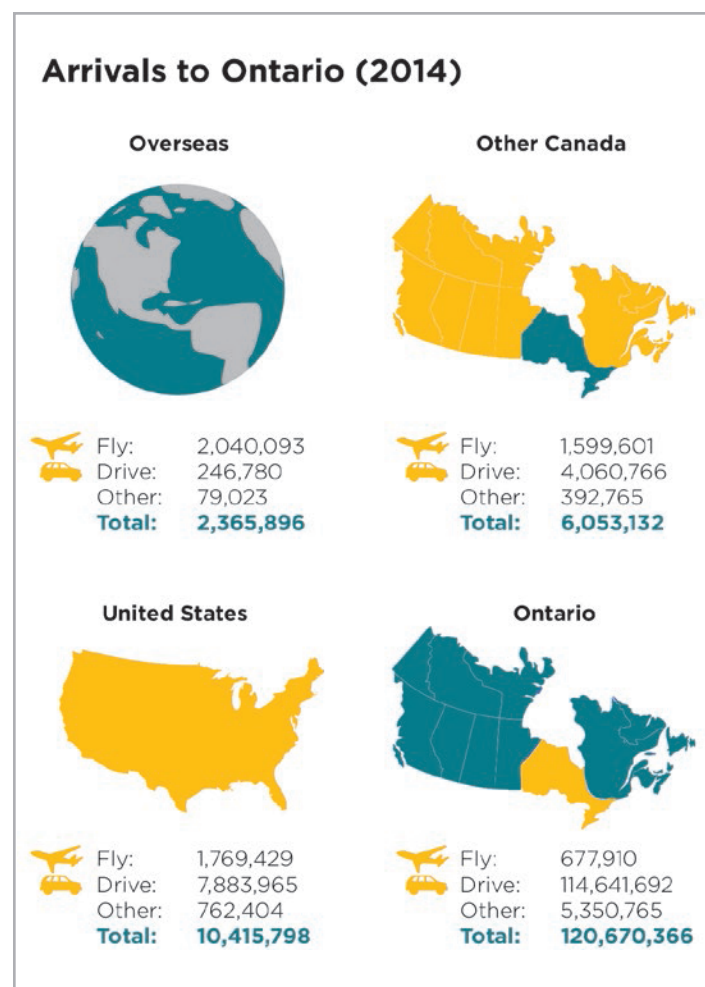 Arrivals to Ontario (2014)
Overseas
Fly: 2,040,093
Drive: 246,780
Other: 79,023
Total: 2,365,896
Other Canada
Fly: 1,599,601
Drive: 4,060,766
Other: 392,765
Total: 6,053,132
United States
Fly: 1,769,429
Drive: 7,883,965
Other: 762,404
Total: 10,415,798
Ontario
Fly: 677,910
Drive: 114,641,692
Other: 5,350,765
Total: 120,670,366